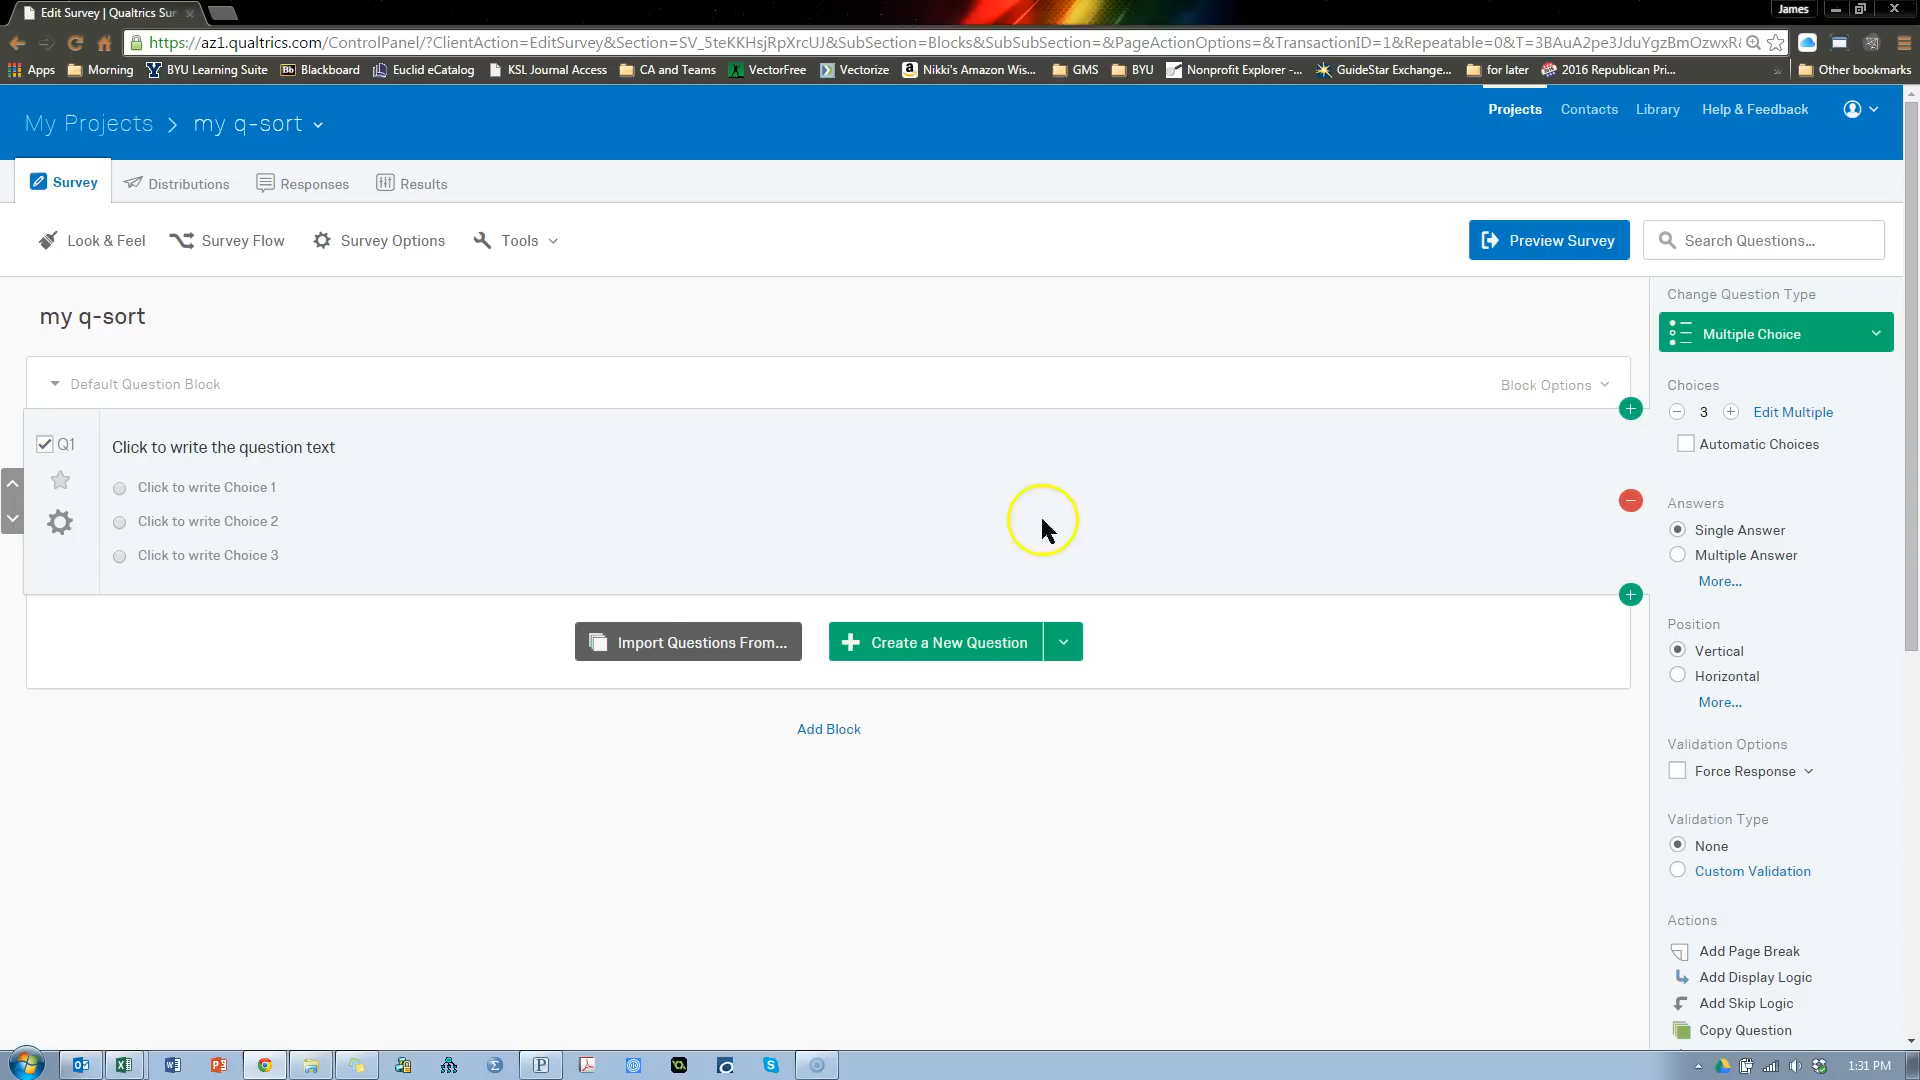 Edit Survey | Qualtrics Sur
James
https://az1.qualtrics.com/ControlPanel/?ClientAction=EditSurvey&Section=SV_5teKKHsjRpXrcUJ&SubSection=Blocks&SubSubSection=&PageActionOptions=&TransactionID=1&Repeatable=0&T=3BAuA2pe3JduYgzBmOzwxR
Apps Morning BYU Learning Suite Bb Blackboard Euclid eCatalog KSL Journal Access CA and Teams VectorFree Vectorize Nikki's Amazon Wis... GMS BYU Nonprofit Explorer -... GuideStar Exchange... for later 2016 Republican Pri... » Other bookmarks
My Projects > my q-sort
Projects Contacts Library Help & Feedback
Survey Distributions Responses Results
Look & Feel Survey Flow Survey Options Tools
Preview Survey
Search Questions...
my q-sort
Default Question Block
Block Options
Q1
Click to write the question text
Click to write Choice 1
Click to write Choice 2
Click to write Choice 3
Import Questions From...
Create a New Question
Add Block
Change Question Type
Multiple Choice
Choices
3 Edit Multiple
Automatic Choices
Answers
Single Answer
Multiple Answer
More...
Position
Vertical
Horizontal
More...
Validation Options
Force Response
Validation Type
None
Custom Validation
Actions
Add Page Break
Add Display Logic
Add Skip Logic
Copy Question
1:31 PM